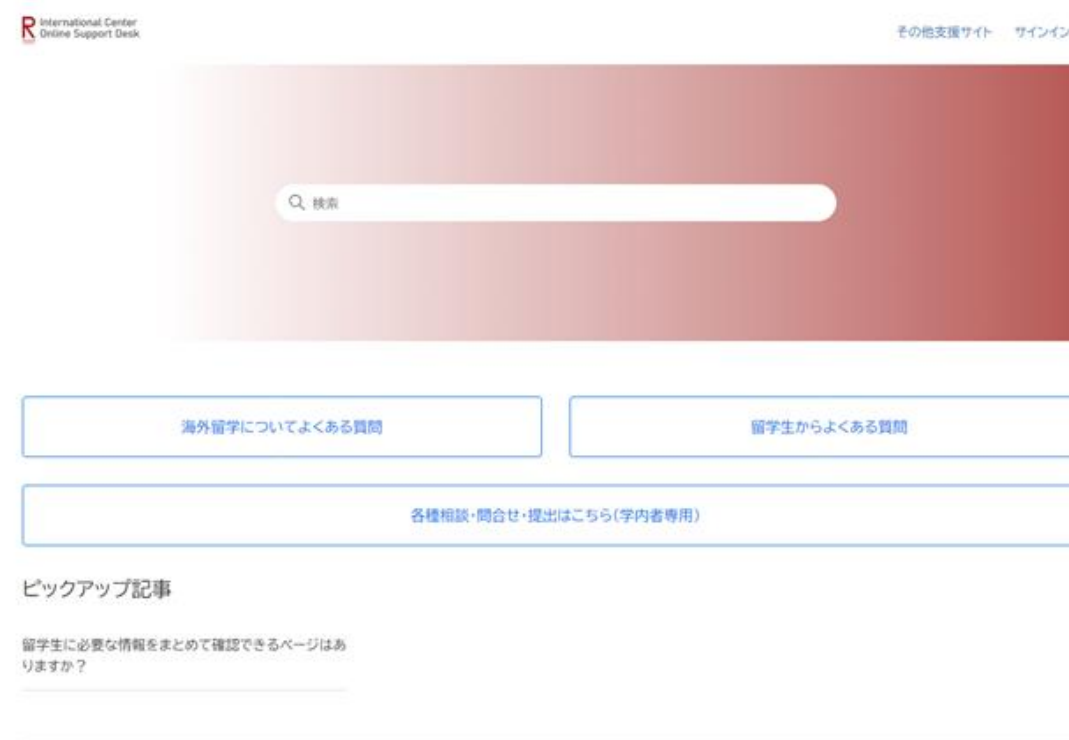 R International Center
Online Support Desk
その他支援サイト サインイン
検索
海外留学についてよくある質問
留学生からよくある質問
各種相談・問合せ・提出はこちら(学内者専用)
ピックアップ記事
留学生に必要な情報をまとめて確認できるページはあ
りますか？